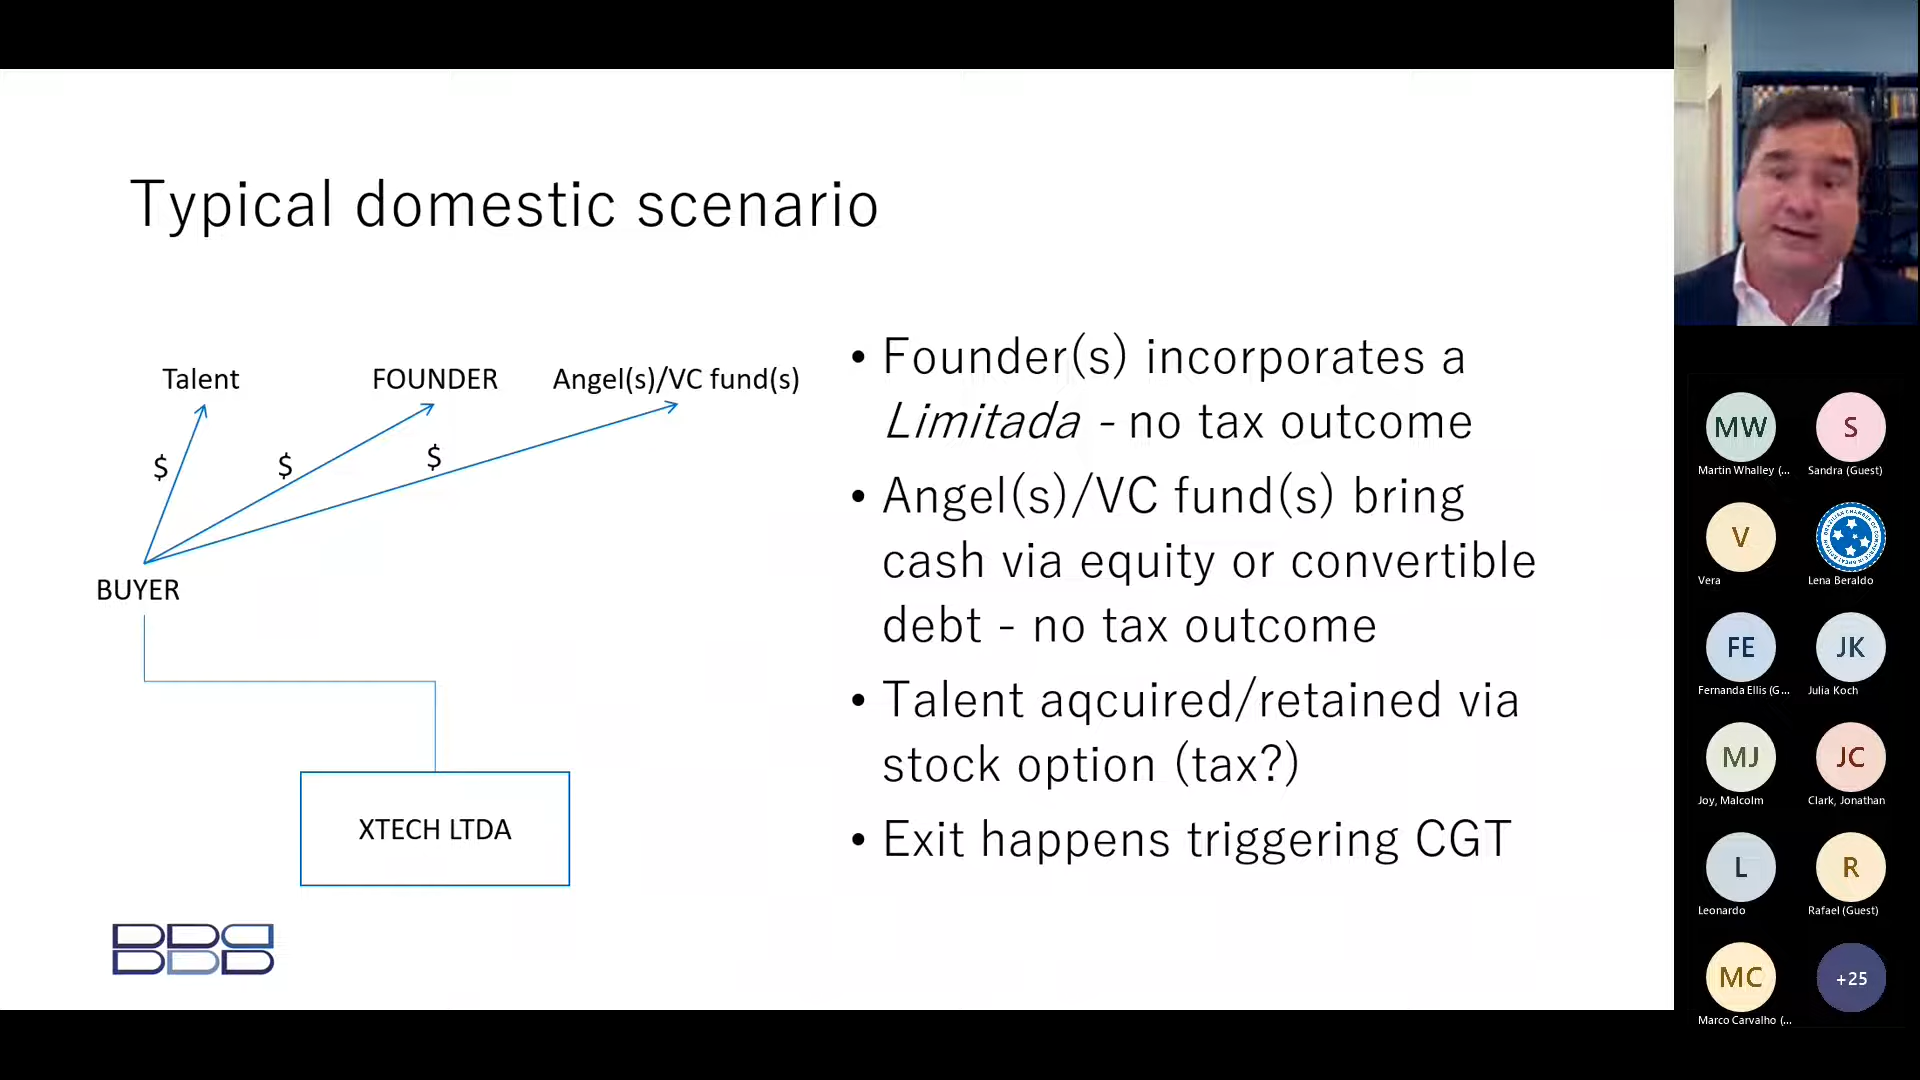 Typical domestic scenario
Talent
FOUNDER
Angel(s)/VC fund(s)
$
$
$
BUYER
XTECH LTDA
• Founder(s) incorporates a
Limitada - no tax outcome
• Angel(s)/VC fund(s) bring
cash via equity or convertible
debt - no tax outcome
• Talent aqcuired/retained via
stock option (tax?)
• Exit happens triggering CGT
MW
S
Martin Whalley (...
Sandra (Guest)
V
Vera
Lena Beraldo
FE
JK
Fernanda Ellis (G...
Julia Koch
MJ
JC
Joy, Malcolm
Clark, Jonathan
L
R
Leonardo
Rafael (Guest)
MC
+25
Marco Carvalho (...